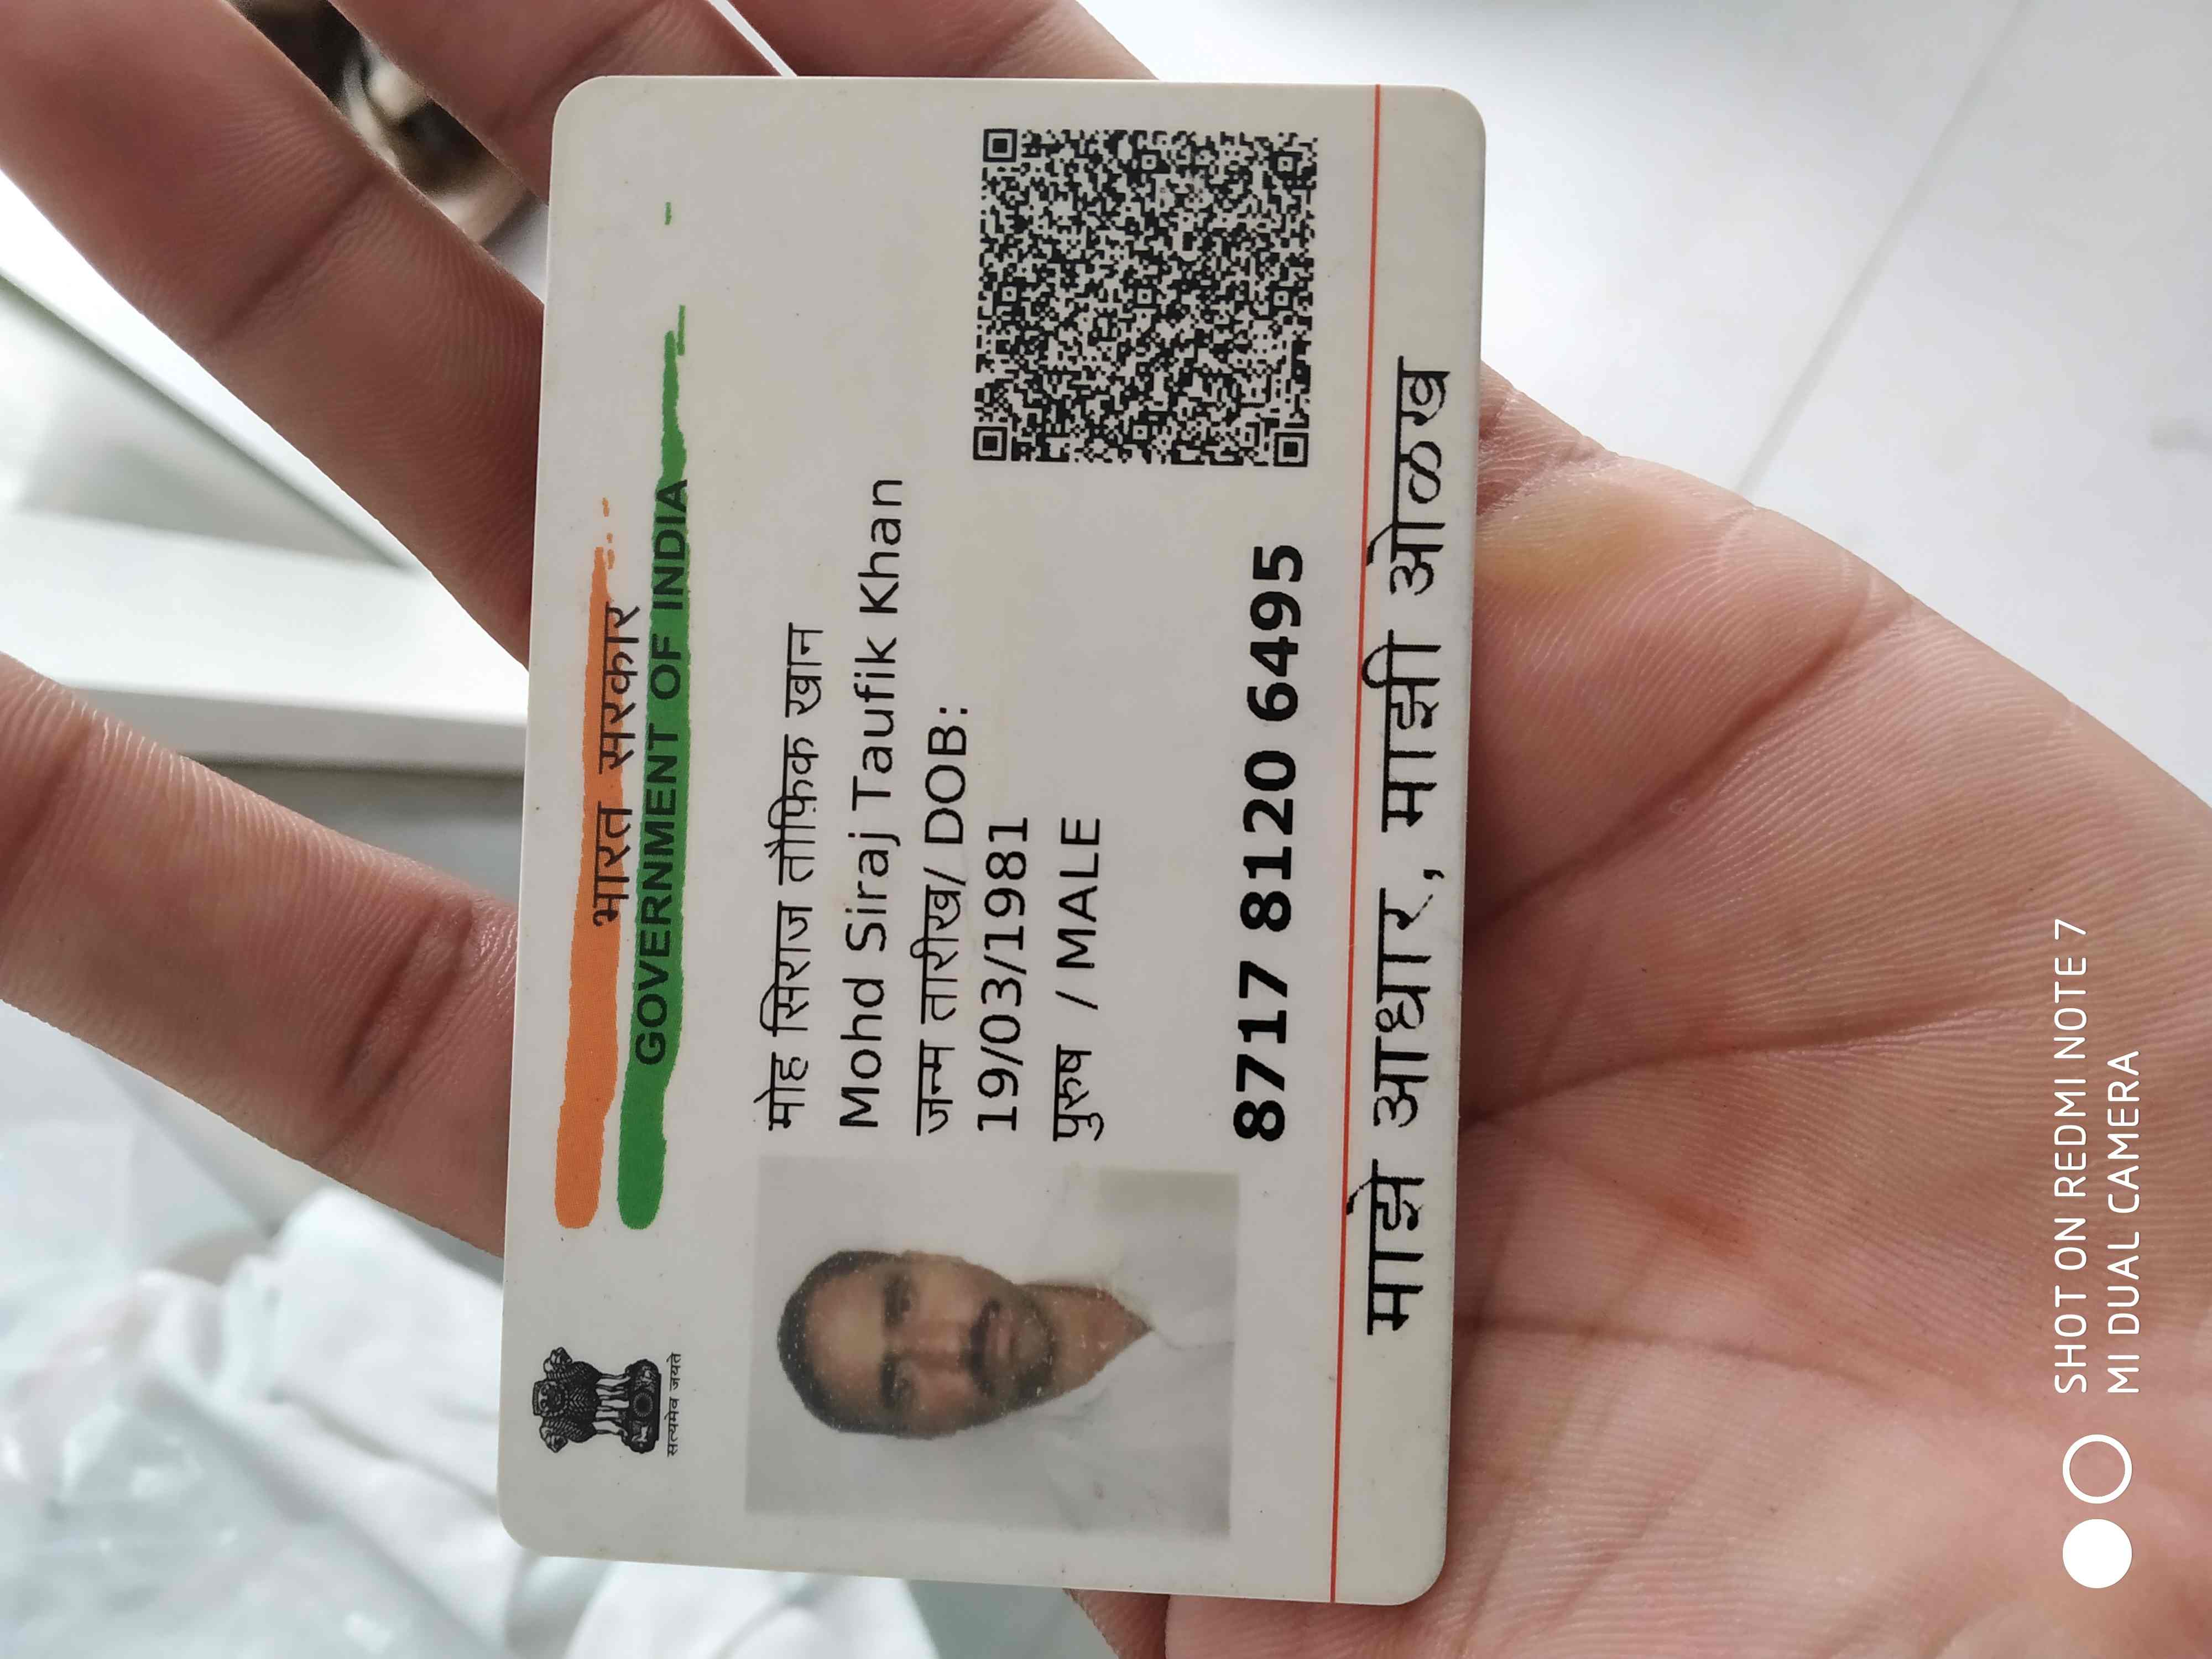 भारत सरकार
GOVERNMENT OF INDIA
सत्यमेव जयते
मोह सिराज तौफ़िक खान
Mohd Siraj Taufik Khan
जन्म तारीख/ DOB:
19/03/1981
पुरुष / MALE
8717 8120 6495
माझे आधार, माझी ओळख
SHOT ON REDMI NOTE 7
MI DUAL CAMERA